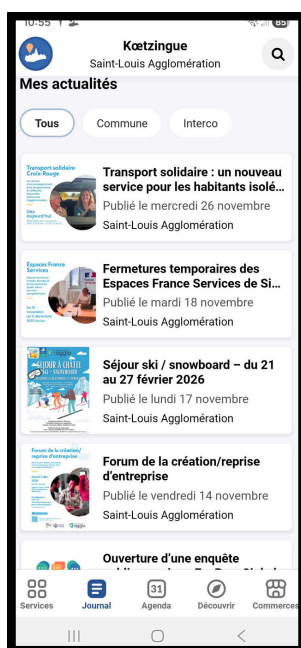 10:55
85
Kœtzingue
Saint-Louis Agglomération
Mes actualités
Tous
Commune
Interco
Transport solidaire
Croix-Rouge
Transport solidaire : un nouveau
service pour les habitants isolé...
Publié le mercredi 26 novembre
Saint-Louis Agglomération
Espaces France
Services
Fermetures temporaires des
Espaces France Services de Si...
Publié le mardi 18 novembre
Saint-Louis Agglomération
SÉJOUR À CHÂTEL
SKI - SNOWBOARD
Séjour ski / snowboard – du 21
au 27 février 2026
Publié le lundi 17 novembre
Saint-Louis Agglomération
Forum de la création/
reprise d'entreprise
Forum de la création/reprise
d'entreprise
Publié le vendredi 14 novembre
Saint-Louis Agglomération
Ouverture d'une enquête
Services
Journal
31
Agenda
Découvrir
Commerces